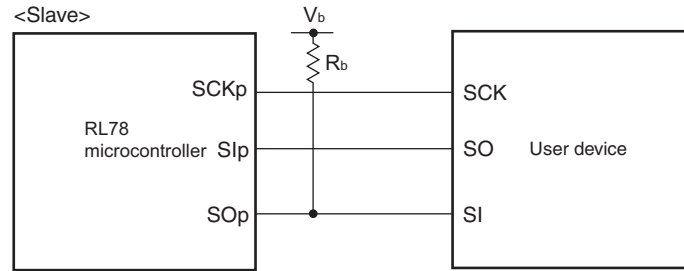 <Slave>
Vb
Rb
SCKp
SCK
RL78
microcontroller
SIp
SO
User device
SOp
SI